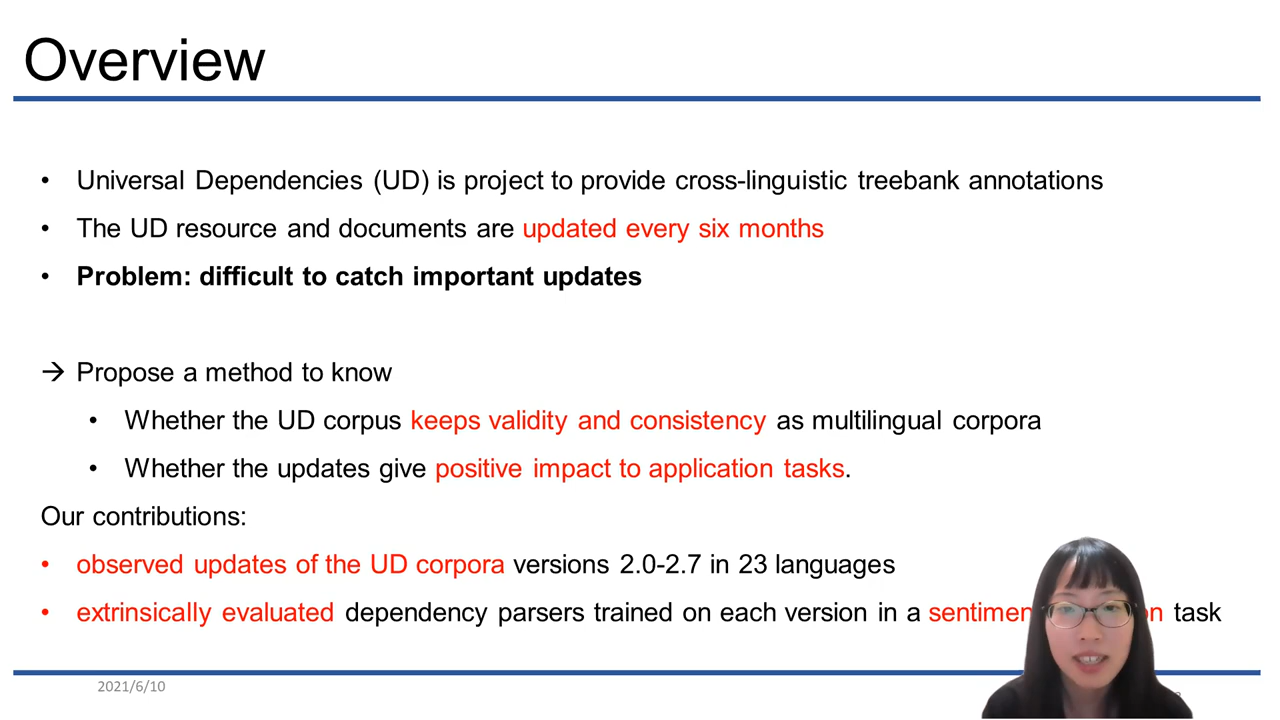 Overview
• Universal Dependencies (UD) is project to provide cross-linguistic treebank annotations
• The UD resource and documents are updated every six months
• Problem: difficult to catch important updates
→ Propose a method to know
• Whether the UD corpus keeps validity and consistency as multilingual corpora
• Whether the updates give positive impact to application tasks.
Our contributions:
• observed updates of the UD corpora versions 2.0-2.7 in 23 languages
• extrinsically evaluated dependency parsers trained on each version in a task
2021/6/10